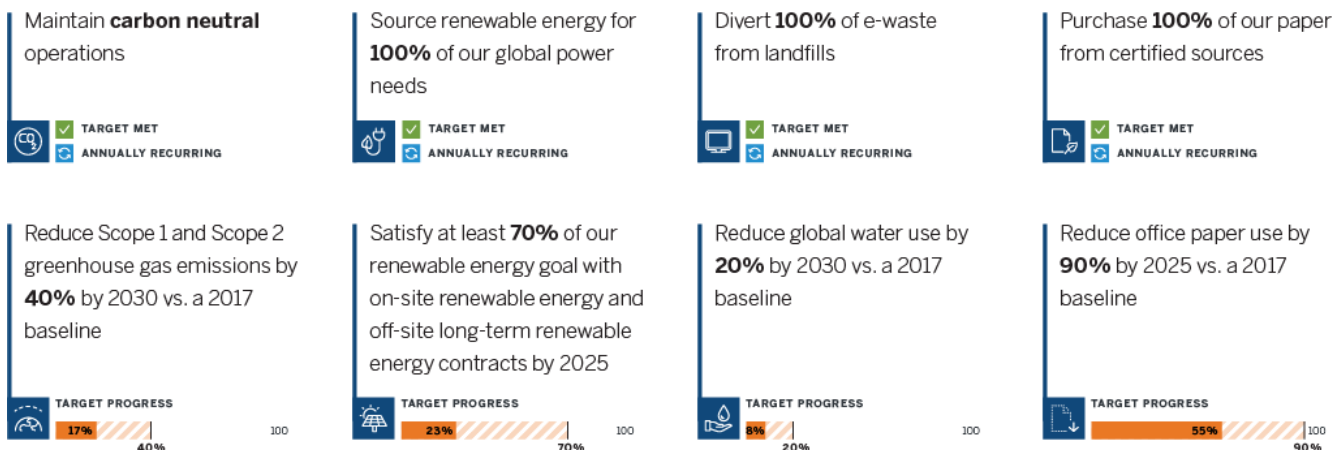 Maintain carbon neutral
operations
TARGET MET
ANNUALLY RECURRING
Source renewable energy for
100% of our global power
needs
TARGET MET
ANNUALLY RECURRING
Divert 100% of e-waste
from landfills
TARGET MET
ANNUALLY RECURRING
Purchase 100% of our paper
from certified sources
TARGET MET
ANNUALLY RECURRING
Reduce Scope 1 and Scope 2
greenhouse gas emissions by
40% by 2030 vs. a 2017
baseline
TARGET PROGRESS
17%
100
40%
Satisfy at least 70% of our
renewable energy goal with
on-site renewable energy and
off-site long-term renewable
energy contracts by 2025
TARGET PROGRESS
23%
100
70%
Reduce global water use by
20% by 2030 vs. a 2017
baseline
TARGET PROGRESS
8%
100
20%
Reduce office paper use by
90% by 2025 vs. a 2017
baseline
TARGET PROGRESS
55%
100
90%